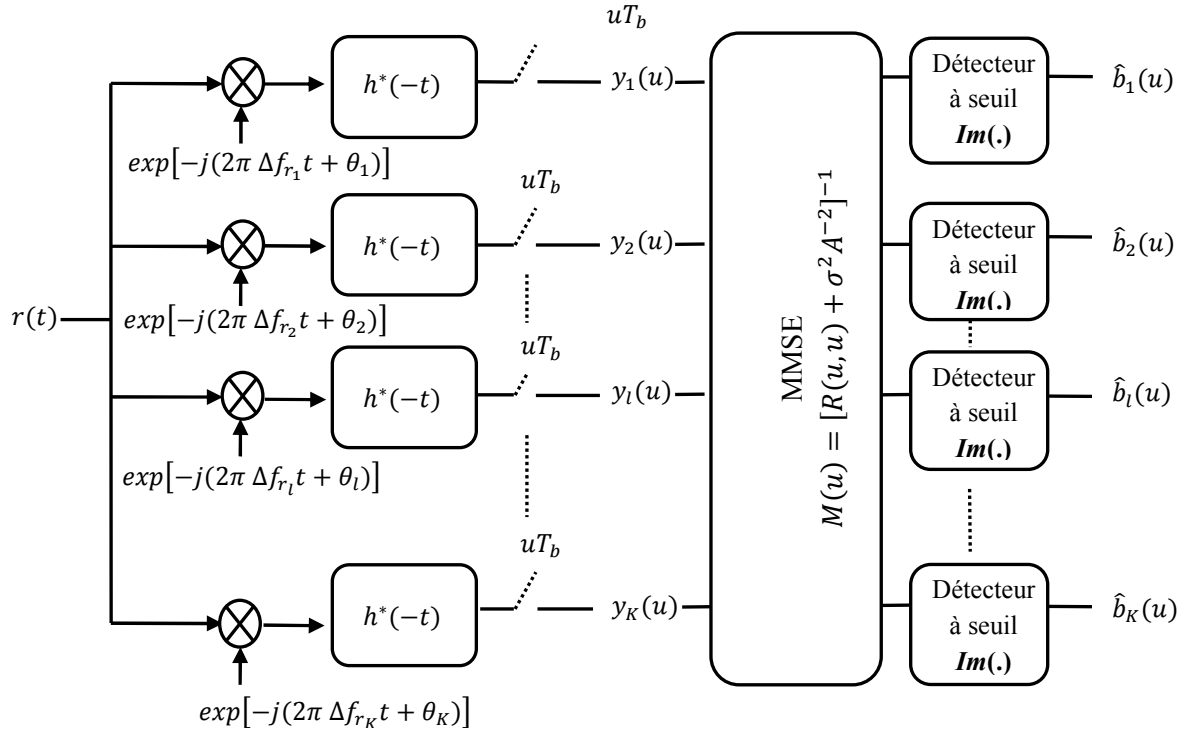 uT_b
h^*(-t)
y_1(u)
Détecteur
à seuil
Im(.)
b̂_1(u)
exp[-j(2π Δf_{r_1}t + θ_1)]
uT_b
h^*(-t)
y_2(u)
Détecteur
à seuil
Im(.)
b̂_2(u)
r(t)
exp[-j(2π Δf_{r_2}t + θ_2)]
uT_b
h^*(-t)
y_l(u)
MMSE
M(u) = [R(u, u) + σ^2 A^{-2}]^{-1}
Détecteur
à seuil
Im(.)
b̂_l(u)
exp[-j(2π Δf_{r_l}t + θ_l)]
uT_b
h^*(-t)
y_K(u)
Détecteur
à seuil
Im(.)
b̂_K(u)
exp[-j(2π Δf_{r_K}t + θ_K)]